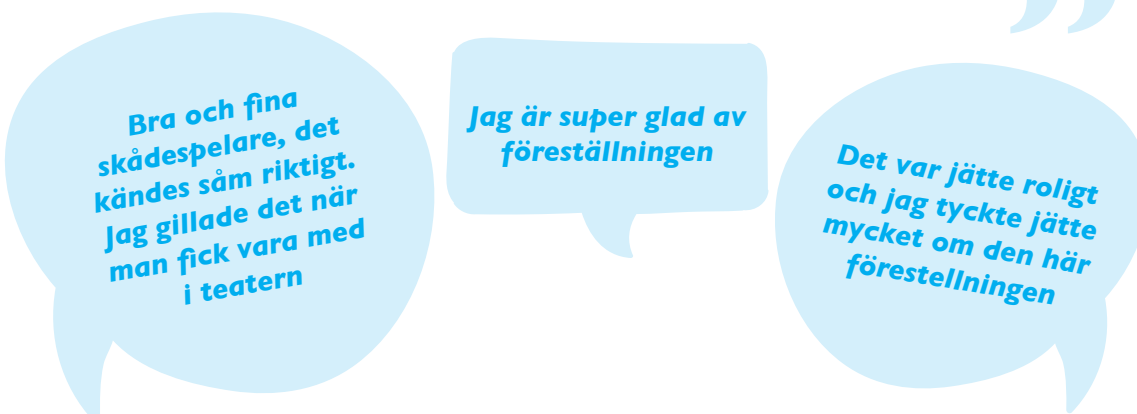 Bra och fina
skådespelare, det
kändes såm riktigt.
Jag gillade det när
man fick vara med
i teatern
Jag är super glad av
föreställningen
Det var jätte roligt
och jag tyckte jätte
mycket om den här
förestellningen